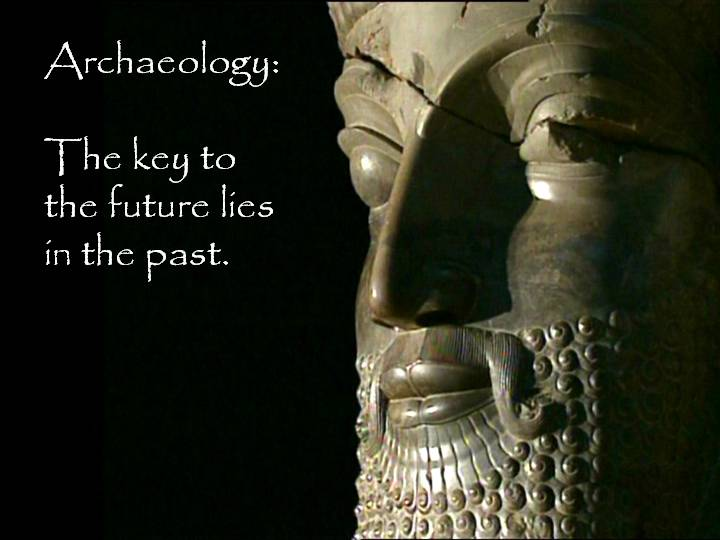 Archaeology:
The key to
the future lies
in the past.